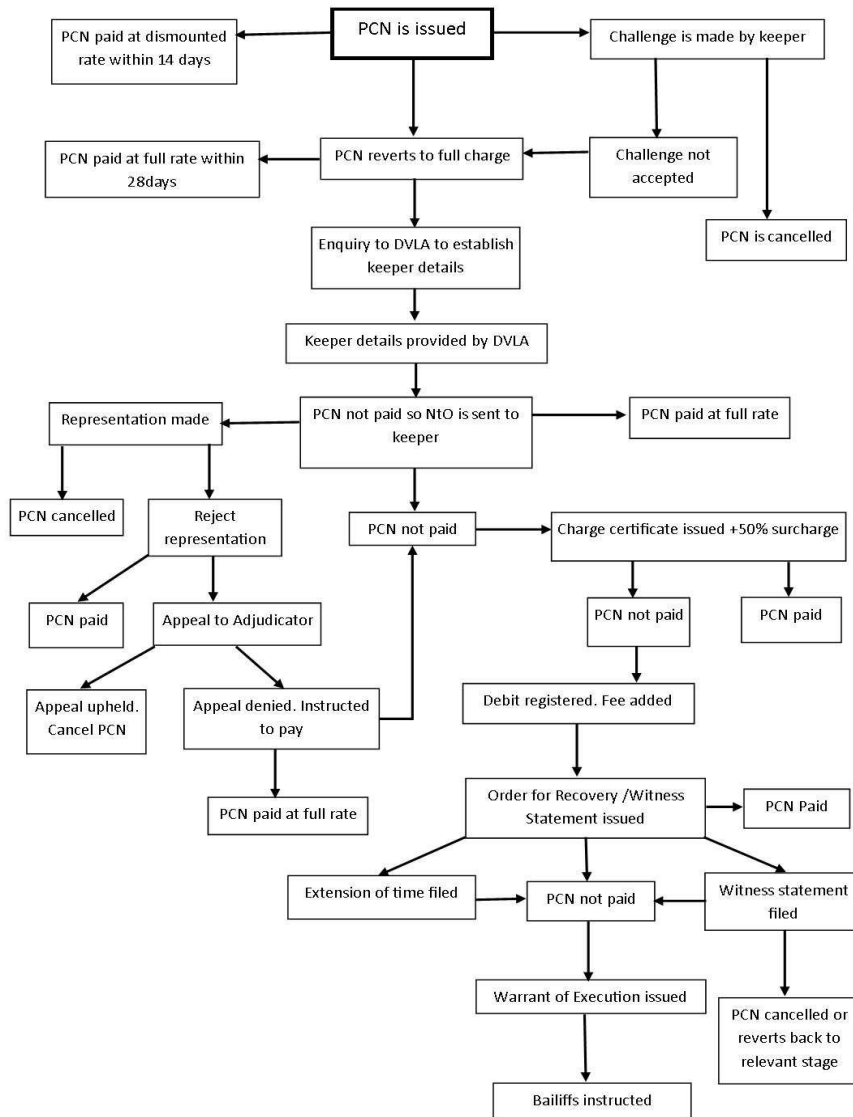 PCN is issued
PCN paid at dismounted
rate within 14 days
Challenge is made by keeper
PCN paid at full rate within
28days
PCN reverts to full charge
Challenge not
accepted
PCN is cancelled
Enquiry to DVLA to establish
keeper details
Keeper details provided by DVLA
Representation made
PCN not paid so NtO is sent to
keeper
PCN paid at full rate
PCN cancelled
Reject
representation
PCN not paid
Charge certificate issued +50% surcharge
PCN paid
Appeal to Adjudicator
PCN not paid
PCN paid
Appeal upheld.
Cancel PCN
Appeal denied. Instructed
to pay
Debit registered. Fee added
PCN paid at full rate
Order for Recovery /Witness
Statement issued
PCN Paid
Extension of time filed
PCN not paid
Witness statement
filed
Warrant of Execution issued
PCN cancelled or
reverts back to
relevant stage
Bailiffs instructed